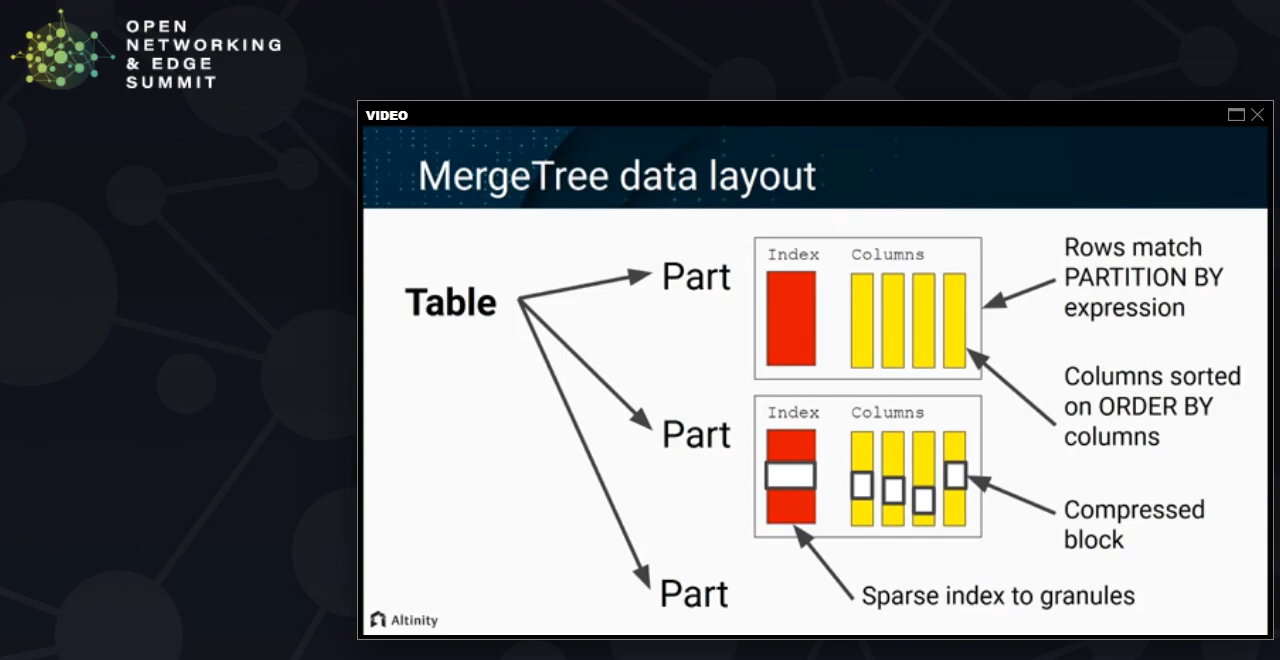 OPEN
NETWORKING
& EDGE
SUMMIT
VIDEO
MergeTree data layout
Table
Part
Index Columns
Rows match
PARTITION BY
expression
Columns sorted
on ORDER BY
columns
Part
Index Columns
Compressed
block
Part
Sparse index to granules
Altinity